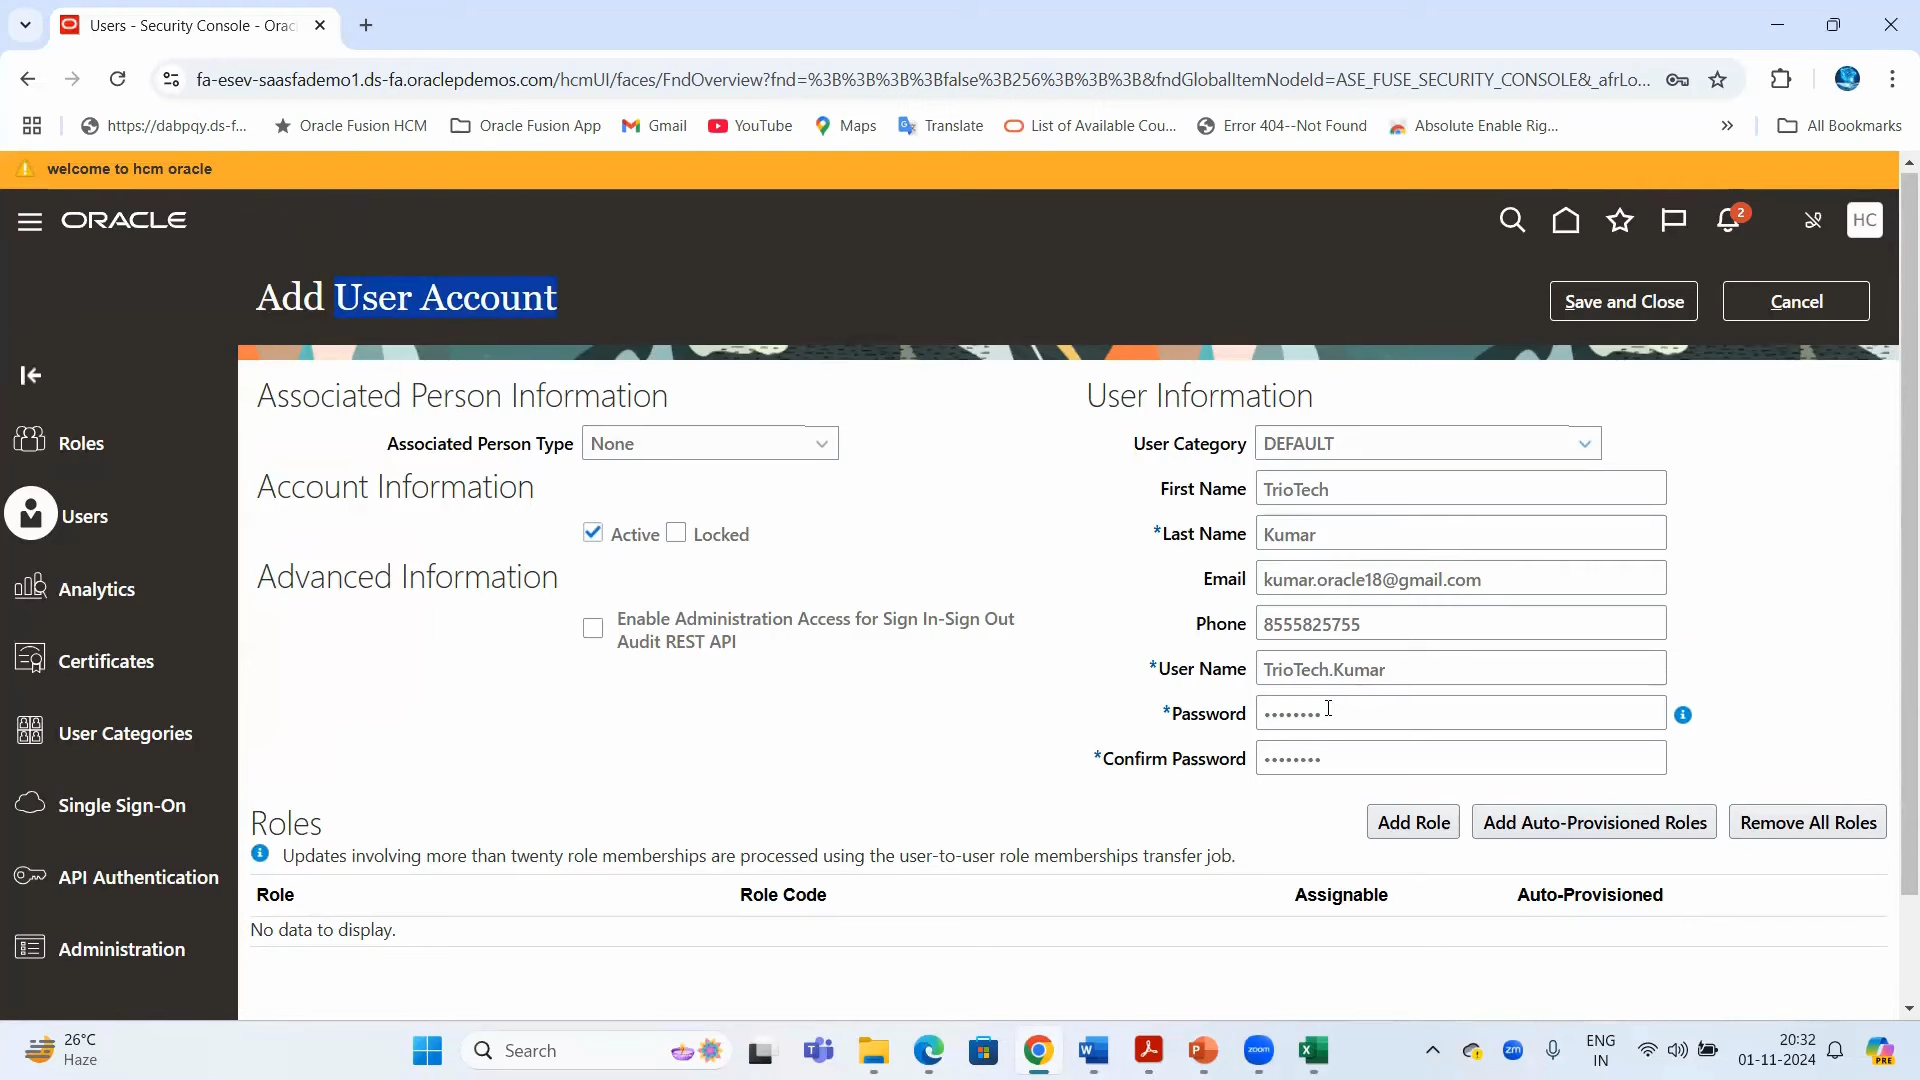 Users - Security Console - Orac
fa-esev-saasfademo1.ds-fa.oraclepdemos.com/hcmUI/faces/FndOverview?fnd=%3B%3B%3B%3Bfalse%3B256%3B%3B%3B&fndGlobalItemNodeId=ASE_FUSE_SECURITY_CONSOLE&_afrLo...
https://dabpqy.ds-f... Oracle Fusion HCM Oracle Fusion App Gmail YouTube Maps Translate List of Available Cou... Error 404--Not Found Absolute Enable Rig... All Bookmarks
welcome to hcm oracle
ORACLE 2 HC
Add User Account Save and Close Cancel
Associated Person Information
Associated Person Type None
Account Information
Active Locked
Advanced Information
Enable Administration Access for Sign In-Sign Out
Audit REST API
User Information
User Category DEFAULT
First Name TrioTech
*Last Name Kumar
Email kumar.oracle18@gmail.com
Phone 8555825755
*User Name TrioTech.Kumar
*Password ••••••••
*Confirm Password ••••••••
Roles
Users
Analytics
Certificates
User Categories
Single Sign-On
API Authentication
Administration
Roles Add Role Add Auto-Provisioned Roles Remove All Roles
Updates involving more than twenty role memberships are processed using the user-to-user role memberships transfer job.
Role Role Code Assignable Auto-Provisioned
No data to display.
26°C
Haze
Search
zoom
zm
ENG
IN
20:32
01-11-2024
PRE